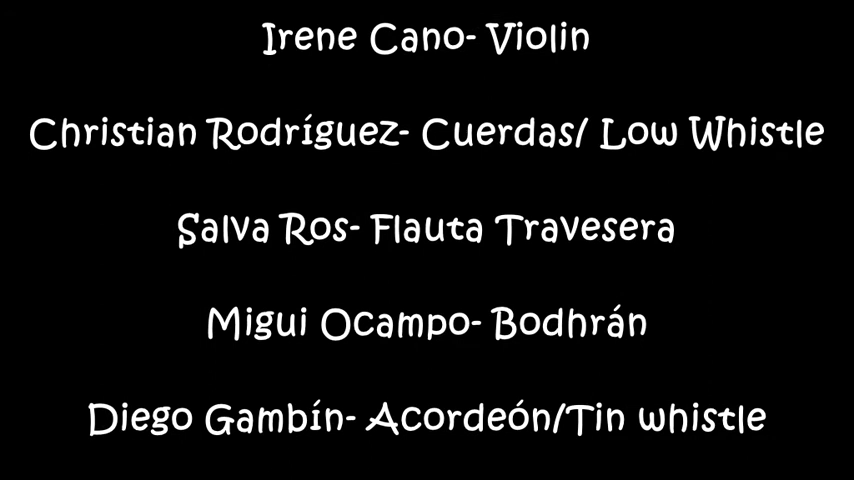 Irene Cano- Violin
Christian Rodríguez- Cuerdas/ Low Whistle
Salva Ros- Flauta Travesera
Migui Ocampo- Bodhrán
Diego Gambín- Acordeón/Tin whistle